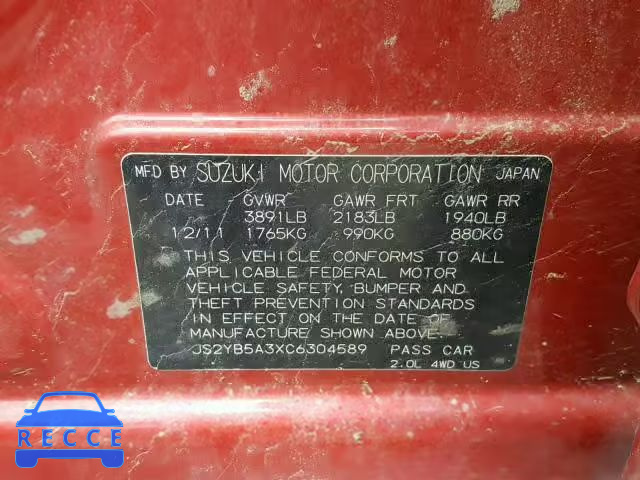 MFD BY SUZUKI MOTOR CORPORATION JAPAN
DATE GVWR GAWR FRT GAWR RR
3891LB 2183LB 1940LB
12/11 1765KG 990KG 880KG
THIS VEHICLE CONFORMS TO ALL
APPLICABLE FEDERAL MOTOR
VEHICLE SAFETY, BUMPER AND
THEFT PREVENTION STANDARDS
IN EFFECT ON THE DATE OF
MANUFACTURE SHOWN ABOVE.
JS2YB5A3XC6304589 PASS CAR
2.0L 4WD US
RECCE